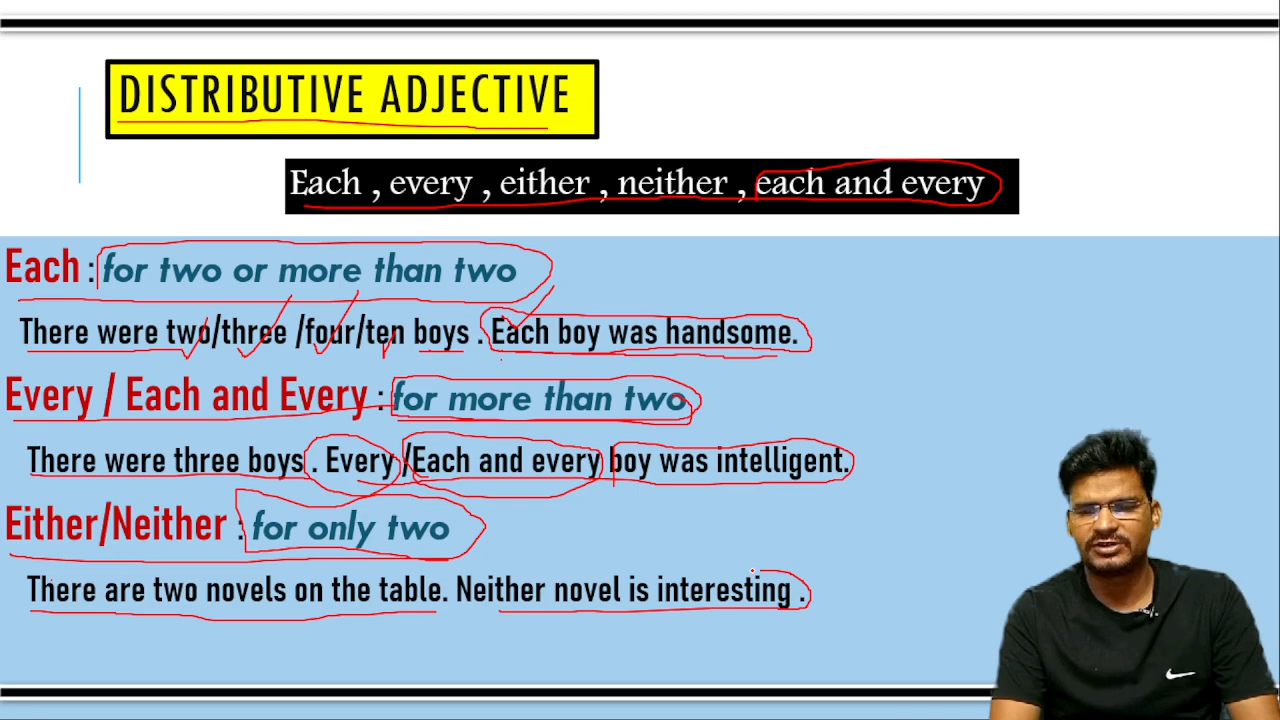 DISTRIBUTIVE ADJECTIVE
Each , every , either , neither , each and every
Each : for two or more than two
There were two/three /four/ten boys . Each boy was handsome.
Every / Each and Every : for more than two
There were three boys . Every /Each and every boy was intelligent.
Either/Neither : for only two
There are two novels on the table. Neither novel is interesting .